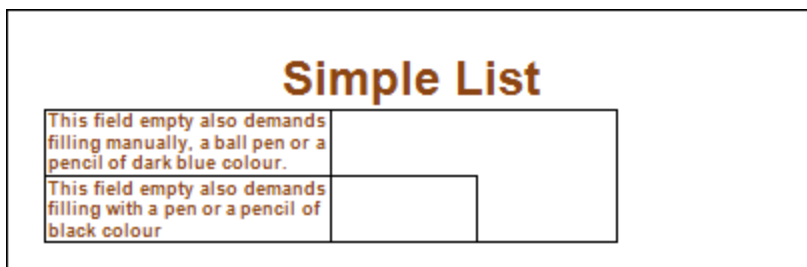 Simple List
This field empty also demands
filling manually, a ball pen or a
pencil of dark blue colour.
This field empty also demands
filling with a pen or a pencil of
black colour